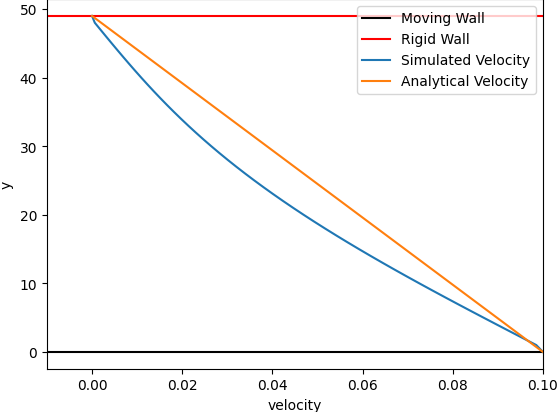 50
Moving Wall
Rigid Wall
Simulated Velocity
Analytical Velocity
40
30
y
20
10
0
0.00 0.02 0.04 0.06 0.08 0.10
velocity